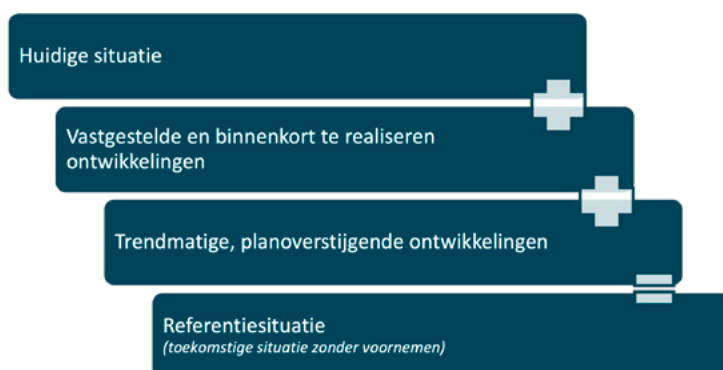 Huidige situatie
Vastgestelde en binnenkort te realiseren
ontwikkelingen
Trendmatige, planoverstijgende ontwikkelingen
Referentiesituatie
(toekomstige situatie zonder voornemen)